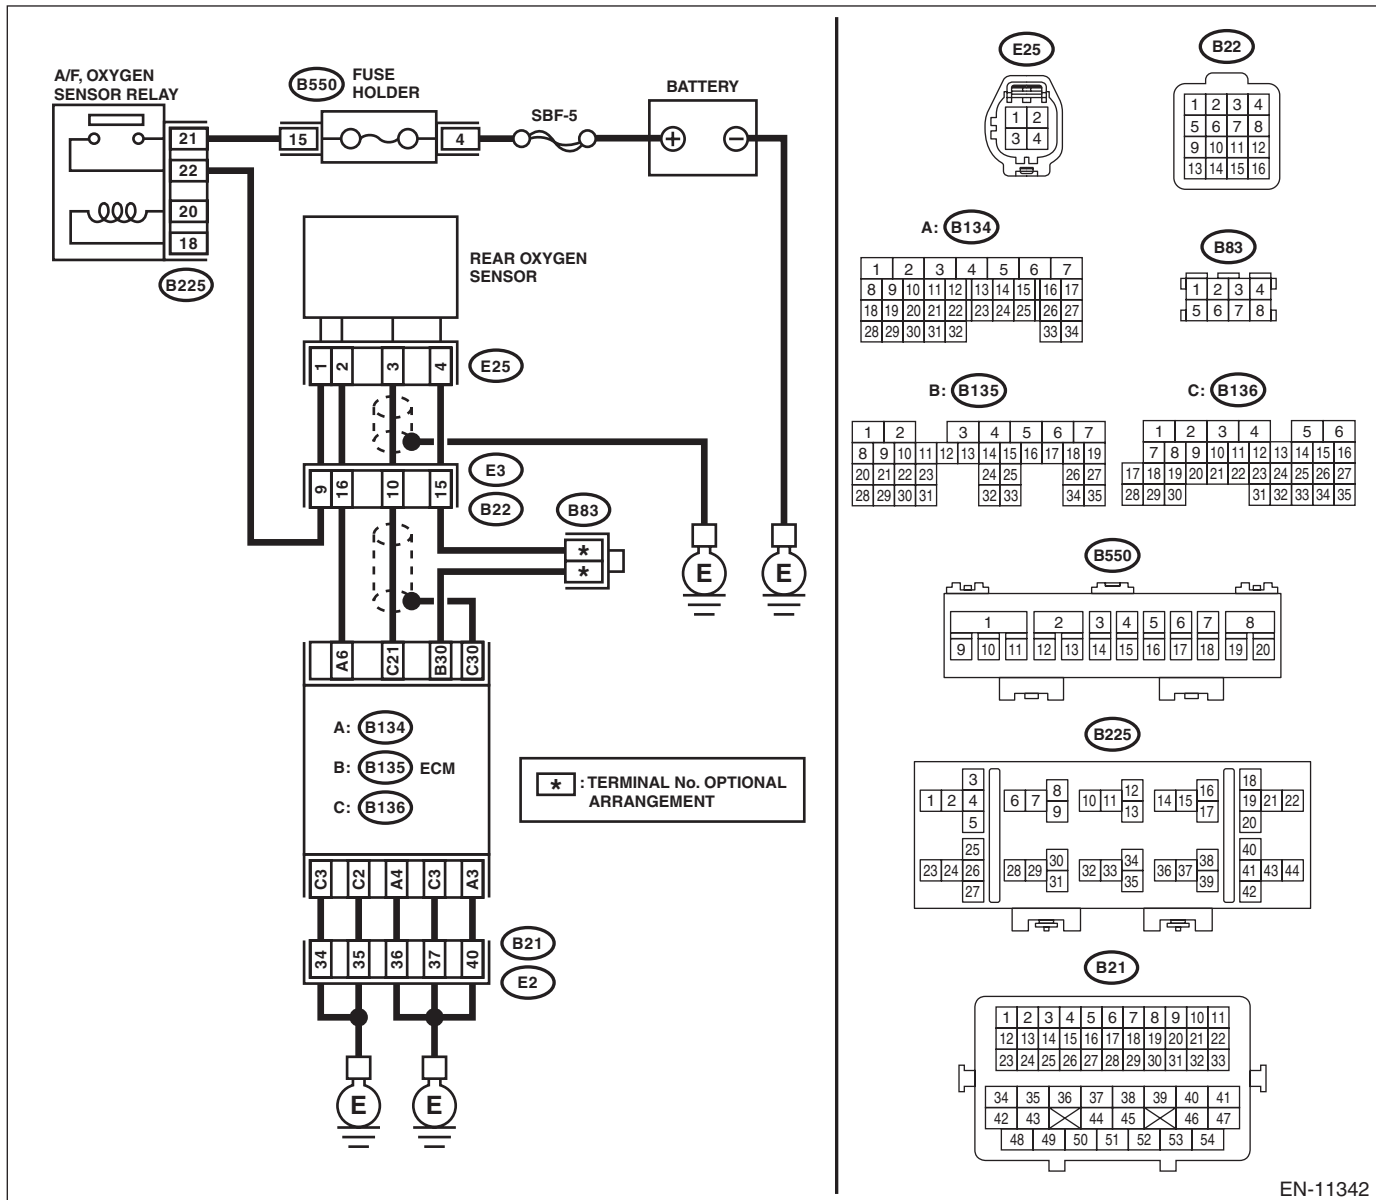 A/F, OXYGEN
SENSOR RELAY
B550
FUSE
HOLDER
SBF-5
BATTERY
21
15
4
+
−
22
20
18
B225
REAR OXYGEN
SENSOR
1
2
3
4
E25
9
16
10
15
E3
B22
B83
*
*
E
E
A6
C21
B30
C30
A: B134
B: B135 ECM
C: B136
* : TERMINAL No. OPTIONAL
ARRANGEMENT
C3
C2
A4
C3
A3
34
35
36
37
40
B21
E2
E
E
E25
1 2
3 4
B22
1 2 3 4
5 6 7 8
9 10 11 12
13 14 15 16
A: B134
1 2 3 4 5 6 7
8 9 10 11 12 13 14 15 16 17
18 19 20 21 22 23 24 25 26 27
28 29 30 31 32 33 34
B83
1 2 3 4
5 6 7 8
B: B135
1 2 3 4 5 6 7
8 9 10 11 12 13 14 15 16 17 18 19
20 21 22 23 24 25 26 27
28 29 30 31 32 33 34 35
C: B136
1 2 3 4 5 6
7 8 9 10 11 12 13 14 15 16
17 18 19 20 21 22 23 24 25 26 27
28 29 30 31 32 33 34 35
B550
1 2 3 4 5 6 7 8
9 10 11 12 13 14 15 16 17 18 19 20
B225
3 8 12 16 18
1 2 4 6 7 10 11 14 15 19 21 22
5 9 13 17 20
25 30 34 38 40
23 24 26 28 29 32 33 36 37 41 43 44
27 31 35 39 42
B21
1 2 3 4 5 6 7 8 9 10 11
12 13 14 15 16 17 18 19 20 21 22
23 24 25 26 27 28 29 30 31 32 33
34 35 36 37 38 39 40 41
42 43 44 45 46 47
48 49 50 51 52 53 54
EN-11342